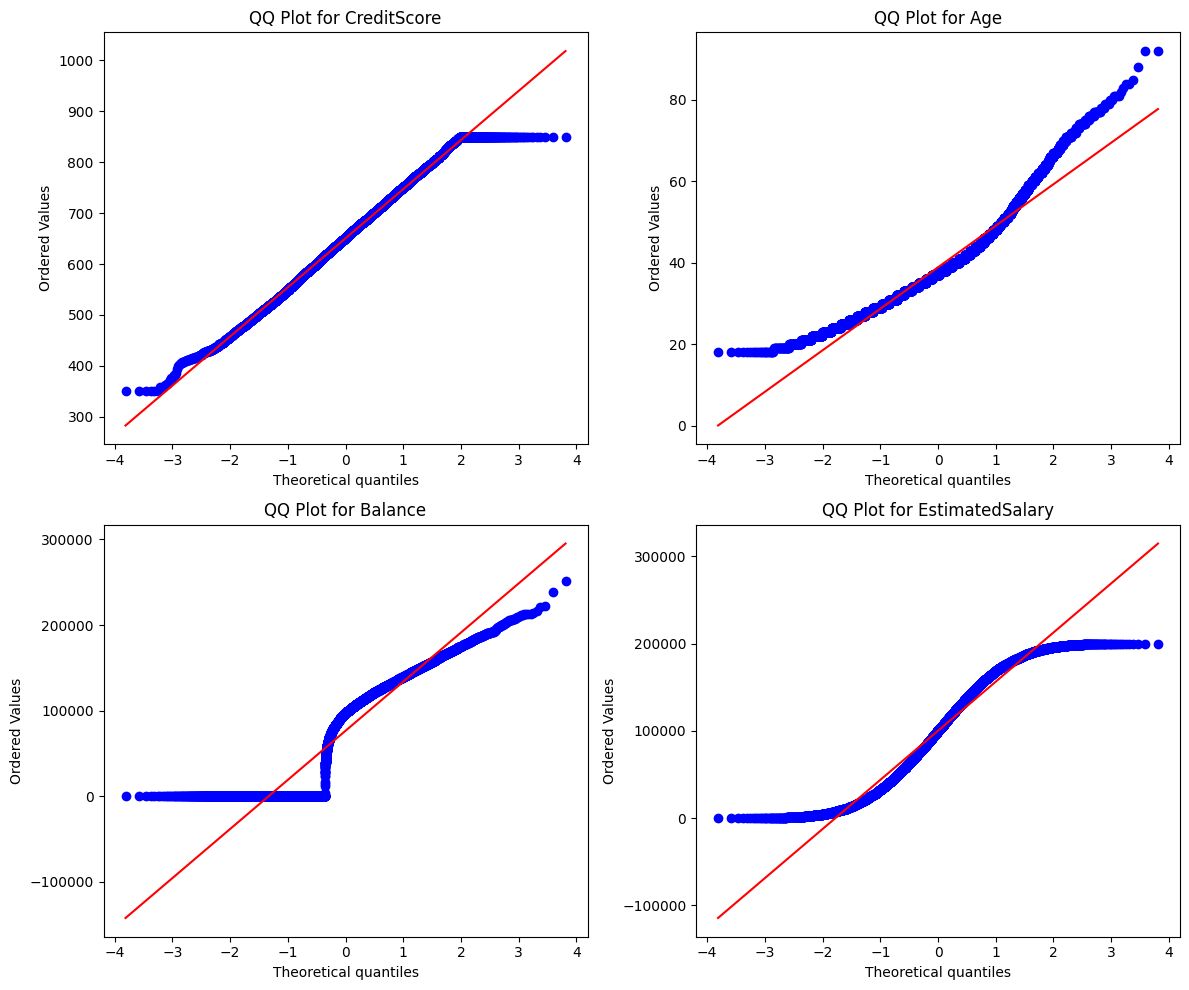 QQ Plot for CreditScore
1000
900
800
700
600
500
400
300
Ordered Values
−4 −3 −2 −1 0 1 2 3 4
Theoretical quantiles
QQ Plot for Age
80
60
40
20
0
Ordered Values
−4 −3 −2 −1 0 1 2 3 4
Theoretical quantiles
QQ Plot for Balance
300000
200000
100000
0
−100000
Ordered Values
−4 −3 −2 −1 0 1 2 3 4
Theoretical quantiles
QQ Plot for EstimatedSalary
300000
200000
100000
0
−100000
Ordered Values
−4 −3 −2 −1 0 1 2 3 4
Theoretical quantiles